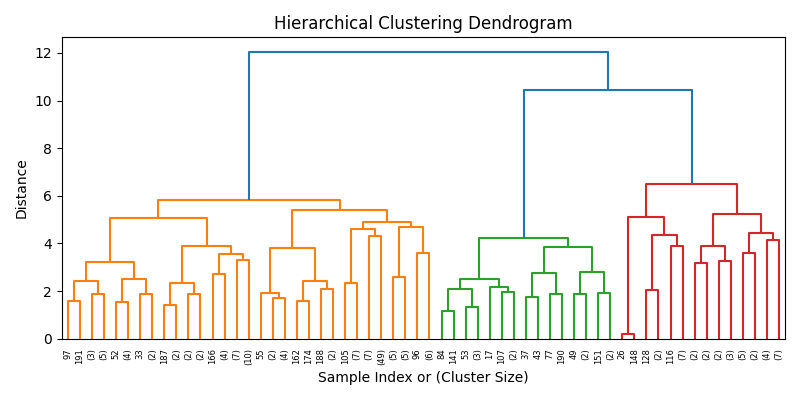 Hierarchical Clustering Dendrogram
12
10
8
6
4
2
0
Distance
97 191 (3) (5) 52 (4) 33 (2) 187 (2) (2) (2) 166 (4) (7) (10) 55 (2) (4) 162 174 188 (2) 105 (7) (7) (49) (5) (5) 96 (6) 84 141 53 (3) 17 107 (2) 37 43 77 190 49 (2) 151 (2) 26 148 128 (2) 116 (7) (2) (2) (2) (3) (5) (2) (4) (7)
Sample Index or (Cluster Size)